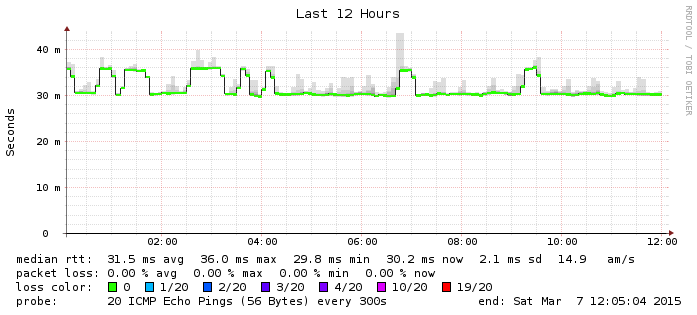 Last 12 Hours
RRDTOOL / TOBI OETIKER
Seconds
40 m
30 m
20 m
10 m
0
02:00 04:00 06:00 08:00 10:00 12:00
median rtt: 31.5 ms avg 36.0 ms max 29.8 ms min 30.2 ms now 2.1 ms sd 14.9 am/s
packet loss: 0.00 % avg 0.00 % max 0.00 % min 0.00 % now
loss color: 0 1/20 2/20 3/20 4/20 10/20 19/20
probe: 20 ICMP Echo Pings (56 Bytes) every 300s end: Sat Mar 7 12:05:04 2015